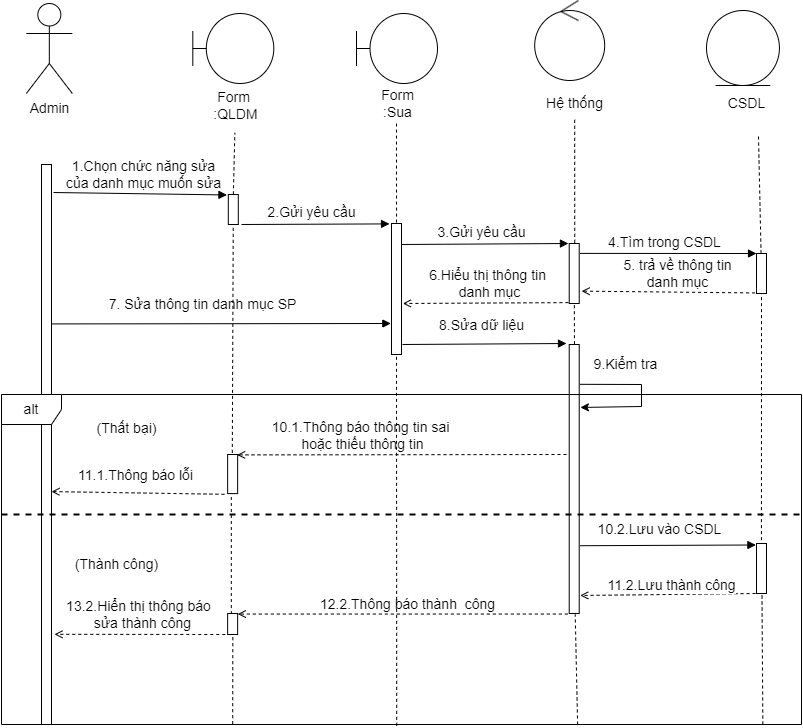 Admin
Form
:QLDM
Form
:Sua
Hệ thống
CSDL
1.Chọn chức năng sửa
của danh mục muốn sửa
2.Gửi yêu cầu
3.Gửi yêu cầu
4.Tìm trong CSDL
5. trả về thông tin
danh mục
6.Hiểu thị thông tin
danh mục
7. Sửa thông tin danh mục SP
8.Sửa dữ liệu
9.Kiểm tra
alt
(Thất bại)
10.1.Thông báo thông tin sai
hoặc thiếu thông tin
11.1.Thông báo lỗi
10.2.Lưu vào CSDL
(Thành công)
11.2.Lưu thành công
12.2.Thông báo thành  công
13.2.Hiển thị thông báo
sửa thành công